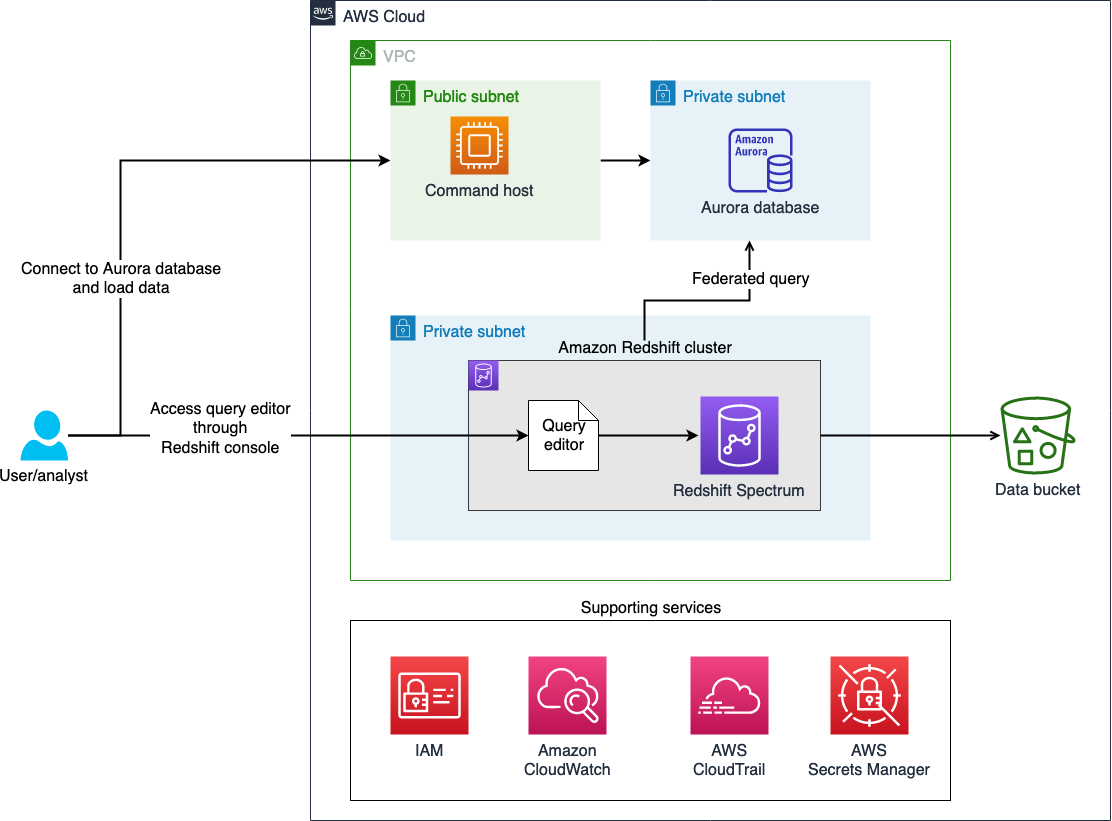 aws
AWS Cloud
VPC
Public subnet
Command host
Private subnet
Amazon
Aurora
Aurora database
Connect to Aurora database
and load data
Federated query
Private subnet
Amazon Redshift cluster
Access query editor
through
Redshift console
Query
editor
Redshift Spectrum
User/analyst
Data bucket
Supporting services
IAM
Amazon
CloudWatch
AWS
CloudTrail
AWS
Secrets Manager